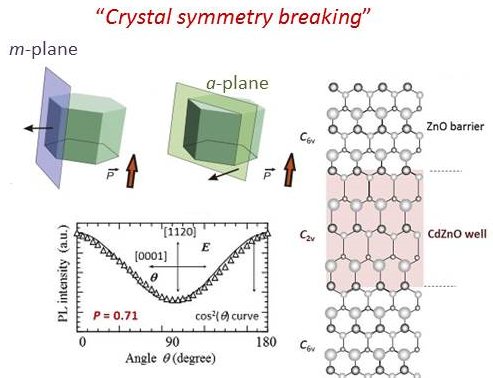 “Crystal symmetry breaking”
m-plane
a-plane
P
P
C6v
ZnO barrier
C2v
CdZnO well
C6v
PL intensity (a.u.)
[1120]
[0001]
E
θ
P = 0.71
cos²(θ) curve
0
90
180
Angle θ (degree)